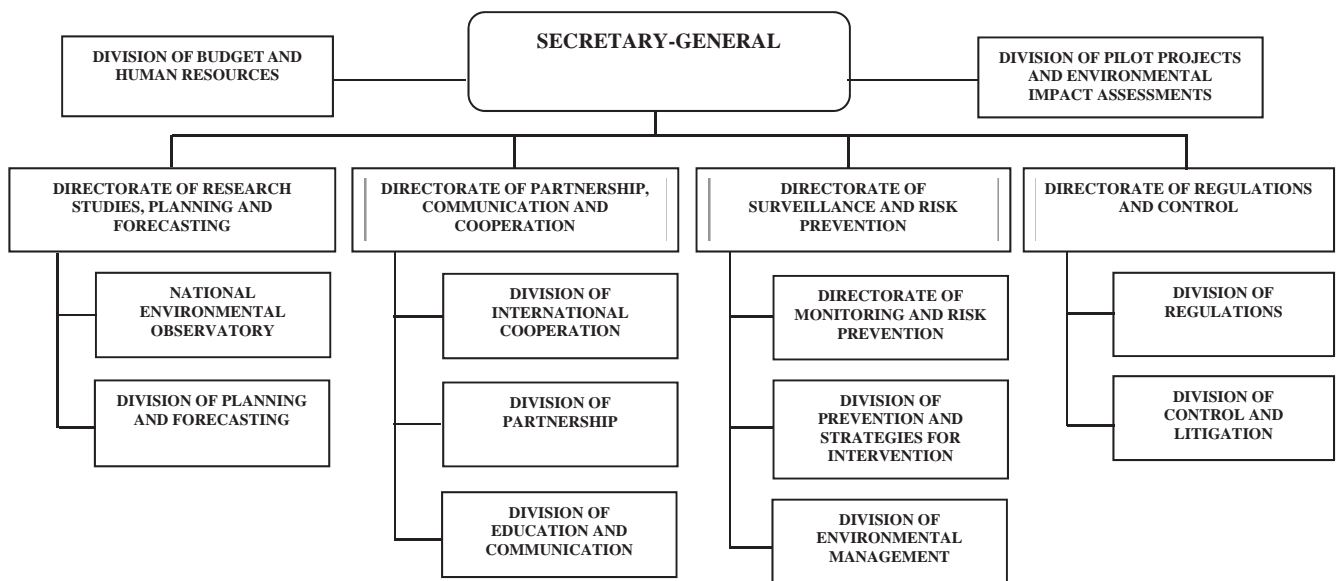 SECRETARY-GENERAL
DIVISION OF BUDGET AND
HUMAN RESOURCES
DIVISION OF PILOT PROJECTS
AND ENVIRONMENTAL
IMPACT ASSESSMENTS
DIRECTORATE OF RESEARCH
STUDIES, PLANNING AND
FORECASTING
DIRECTORATE OF PARTNERSHIP,
COMMUNICATION AND
COOPERATION
DIRECTORATE OF
SURVEILLANCE AND RISK
PREVENTION
DIRECTORATE OF REGULATIONS
AND CONTROL
NATIONAL
ENVIRONMENTAL
OBSERVATORY
DIVISION OF PLANNING
AND FORECASTING
DIVISION OF
INTERNATIONAL
COOPERATION
DIVISION OF
PARTNERSHIP
DIVISION OF
EDUCATION AND
COMMUNICATION
DIRECTORATE OF
MONITORING AND RISK
PREVENTION
DIVISION OF
PREVENTION AND
STRATEGIES FOR
INTERVENTION
DIVISION OF
ENVIRONMENTAL
MANAGEMENT
DIVISION OF
REGULATIONS
DIVISION OF
CONTROL AND
LITIGATION